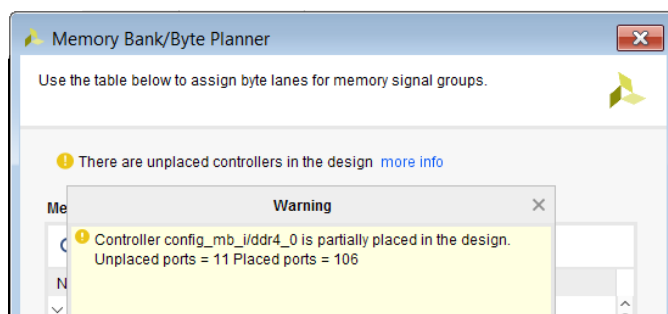 Memory Bank/Byte Planner
Use the table below to assign byte lanes for memory signal groups.
There are unplaced controllers in the design more info
Me
Warning
Controller config_mb_i/ddr4_0 is partially placed in the design.
Unplaced ports = 11 Placed ports = 106
N